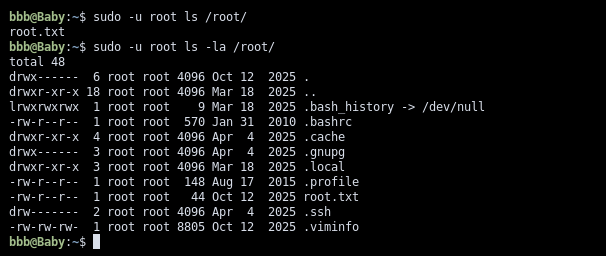 bbb@Baby:~$ sudo -u root ls /root/
root.txt
bbb@Baby:~$ sudo -u root ls -la /root/
total 48
drwx------  6 root root 4096 Oct 12  2025 .
drwxr-xr-x 18 root root 4096 Mar 18  2025 ..
lrwxrwxrwx  1 root root    9 Mar 18  2025 .bash_history -> /dev/null
-rw-r--r--  1 root root  570 Jan 31  2010 .bashrc
drwxr-xr-x  4 root root 4096 Apr  4  2025 .cache
drwx------  3 root root 4096 Apr  4  2025 .gnupg
drwxr-xr-x  3 root root 4096 Mar 18  2025 .local
-rw-r--r--  1 root root  148 Aug 17  2015 .profile
-rw-r--r--  1 root root   44 Oct 12  2025 root.txt
drw-------  2 root root 4096 Apr  4  2025 .ssh
-rw-rw-rw-  1 root root 8805 Oct 12  2025 .viminfo
bbb@Baby:~$